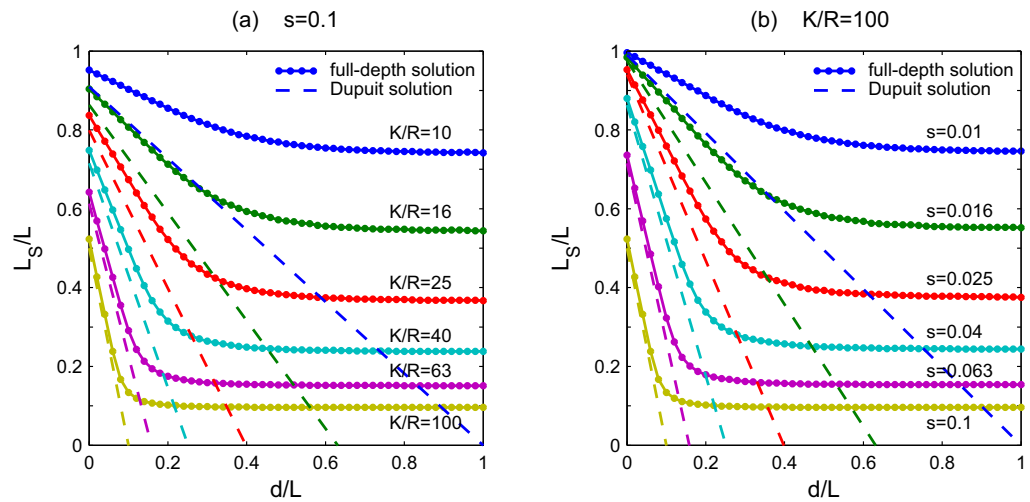 (a) s=0.1
(b) K/R=100
1
0.8
0.6
0.4
0.2
0
L_S/L
full-depth solution
Dupuit solution
K/R=10
K/R=16
K/R=25
K/R=40
K/R=63
K/R=100
0 0.2 0.4 0.6 0.8 1
d/L
1
0.8
0.6
0.4
0.2
0
L_S/L
full-depth solution
Dupuit solution
s=0.01
s=0.016
s=0.025
s=0.04
s=0.063
s=0.1
0 0.2 0.4 0.6 0.8 1
d/L